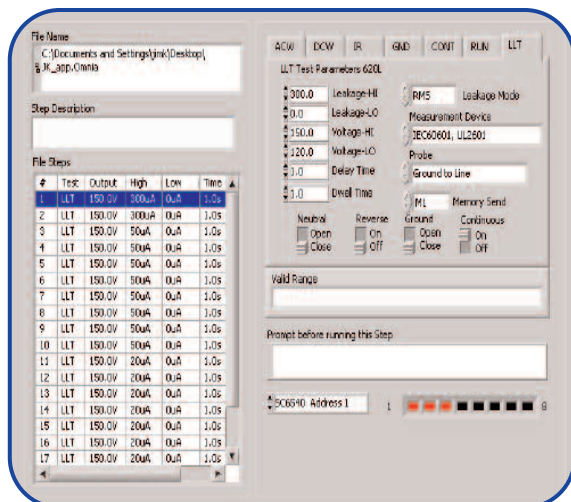 File Name
C:\Documents and Settings\jimk\Desktop\
JK_app.Omnia
Step Description
File Steps
# Test Output High Low Time
1 LLT 150.0V 300uA 0uA 1.0s
2 LLT 150.0V 300uA 0uA 1.0s
3 LLT 150.0V 50uA 0uA 1.0s
4 LLT 150.0V 50uA 0uA 1.0s
5 LLT 150.0V 50uA 0uA 1.0s
6 LLT 150.0V 50uA 0uA 1.0s
7 LLT 150.0V 50uA 0uA 1.0s
8 LLT 150.0V 50uA 0uA 1.0s
9 LLT 150.0V 50uA 0uA 1.0s
10 LLT 150.0V 50uA 0uA 1.0s
11 LLT 150.0V 20uA 0uA 1.0s
12 LLT 150.0V 20uA 0uA 1.0s
13 LLT 150.0V 20uA 0uA 1.0s
14 LLT 150.0V 20uA 0uA 1.0s
15 LLT 150.0V 20uA 0uA 1.0s
16 LLT 150.0V 20uA 0uA 1.0s
17 LLT 150.0V 20uA 0uA 1.0s
ACW DCW IR GND CONT RUN LLT
LLT Test Parameters 620L
300.0 Leakage-HI
0.0 Leakage-LO
150.0 Voltage-HI
120.0 Voltage-LO
1.0 Delay Time
1.0 Dwell Time
RMS Leakage Mode
Measurement Device
IEC60601, UL2601
Probe
Ground to Line
M1 Memory Send
Neutral Reverse Ground Continuous
Open On Open On
Close Off Close Off
Valid Range
Prompt before running this Step
SC6540 Address 1
1 8